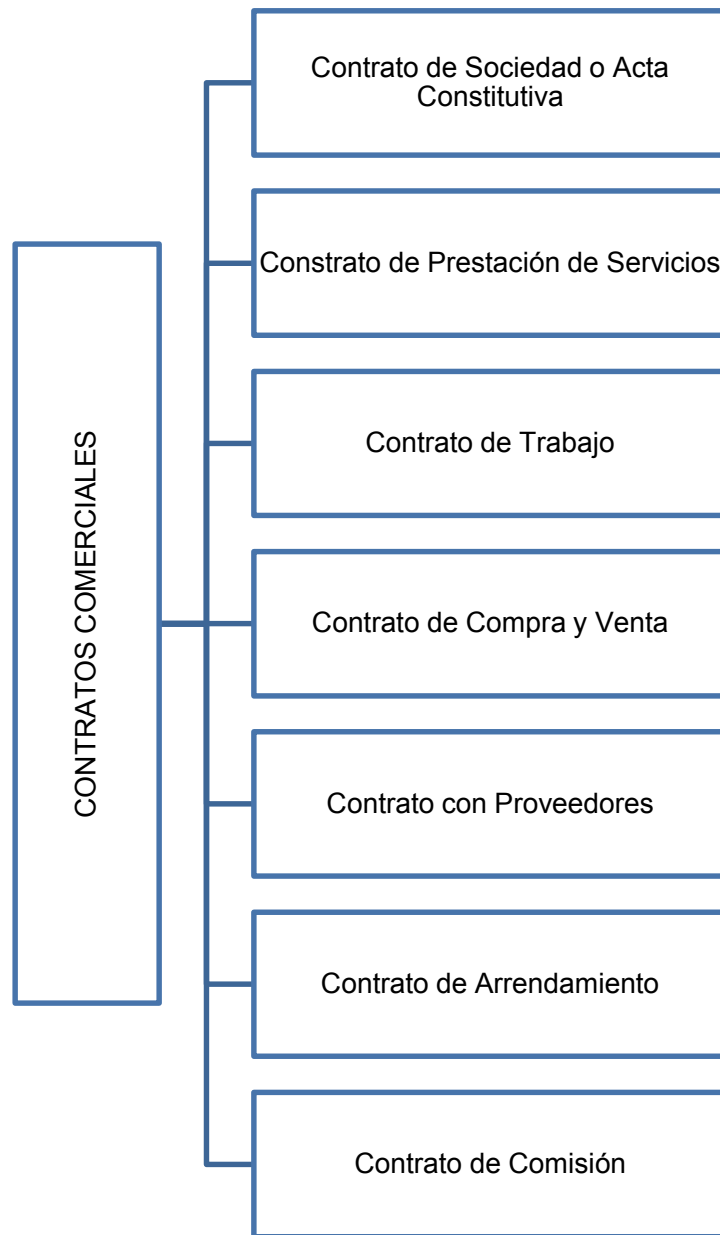 CONTRATOS COMERCIALES
Contrato de Sociedad o Acta
Constitutiva
Constrato de Prestación de Servicios
Contrato de Trabajo
Contrato de Compra y Venta
Contrato con Proveedores
Contrato de Arrendamiento
Contrato de Comisión